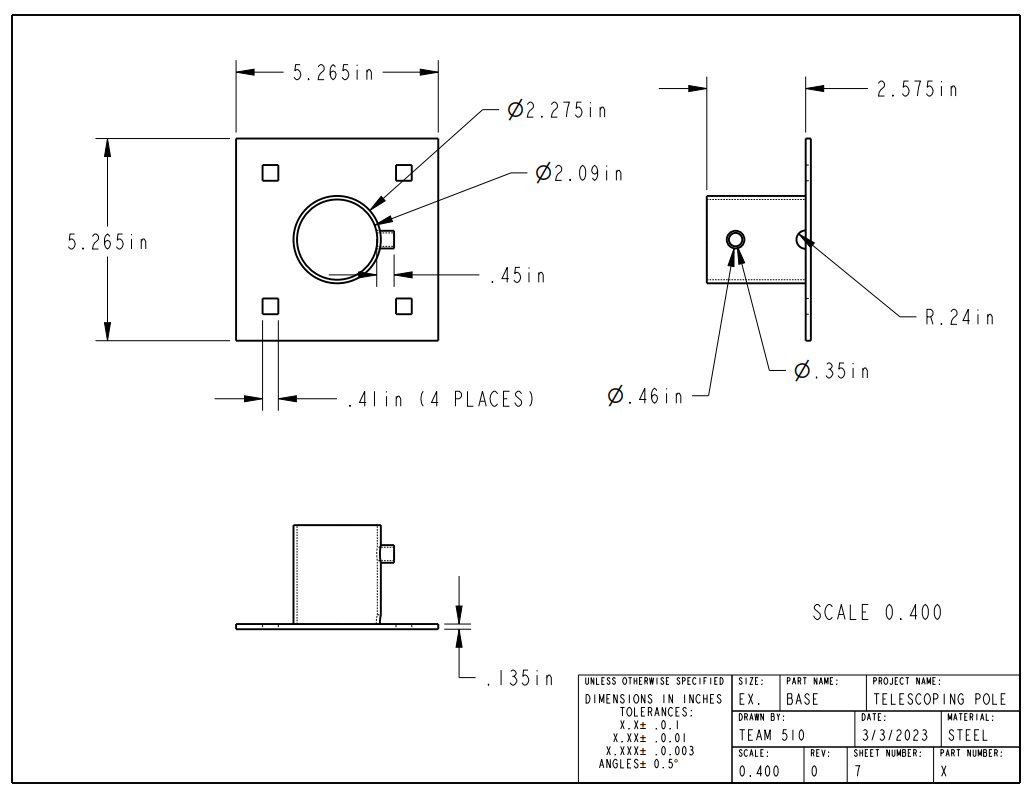 5.265in
2.575in
Ø2.275in
Ø2.09in
5.265in
.45in
R.24in
Ø.35in
Ø.46in
.41in (4 PLACES)
SCALE 0.400
.135in
UNLESS OTHERWISE SPECIFIED
DIMENSIONS IN INCHES
TOLERANCES:
X.X± .0.1
X.XX± .0.01
X.XXX± .0.003
ANGLES± 0.5°
SIZE:
EX.
PART NAME:
BASE
PROJECT NAME:
TELESCOPING POLE
DRAWN BY:
TEAM 510
DATE:
3/3/2023
MATERIAL:
STEEL
SCALE:
0.400
REV:
0
SHEET NUMBER:
7
PART NUMBER:
X